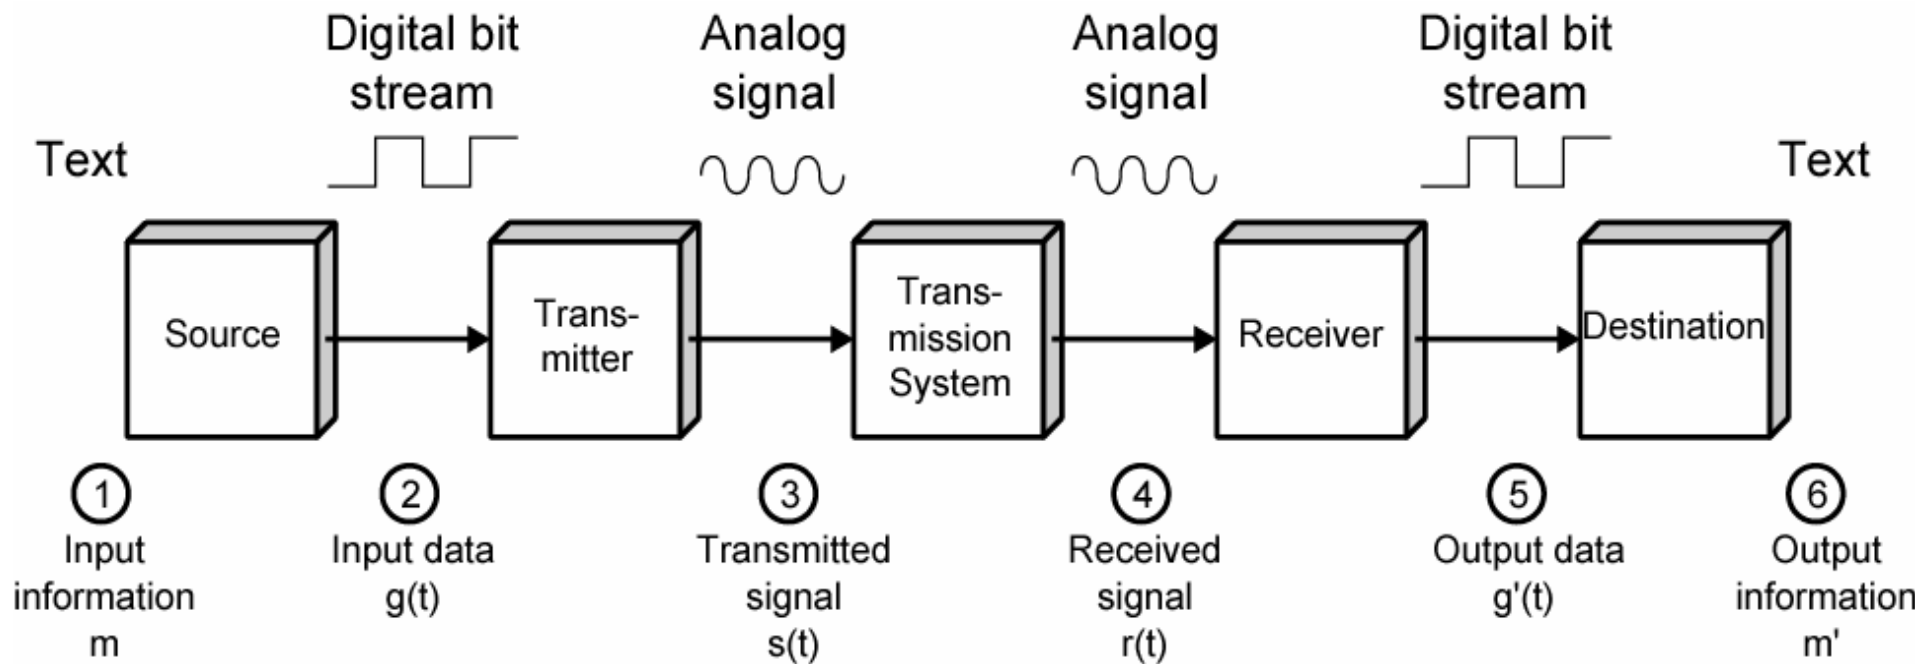 Digital bit
stream
Analog
signal
Analog
signal
Digital bit
stream
Text
Text
Source
Trans-
mitter
Trans-
mission
System
Receiver
Destination
1
Input
information
m
2
Input data
g(t)
3
Transmitted
signal
s(t)
4
Received
signal
r(t)
5
Output data
g'(t)
6
Output
information
m'